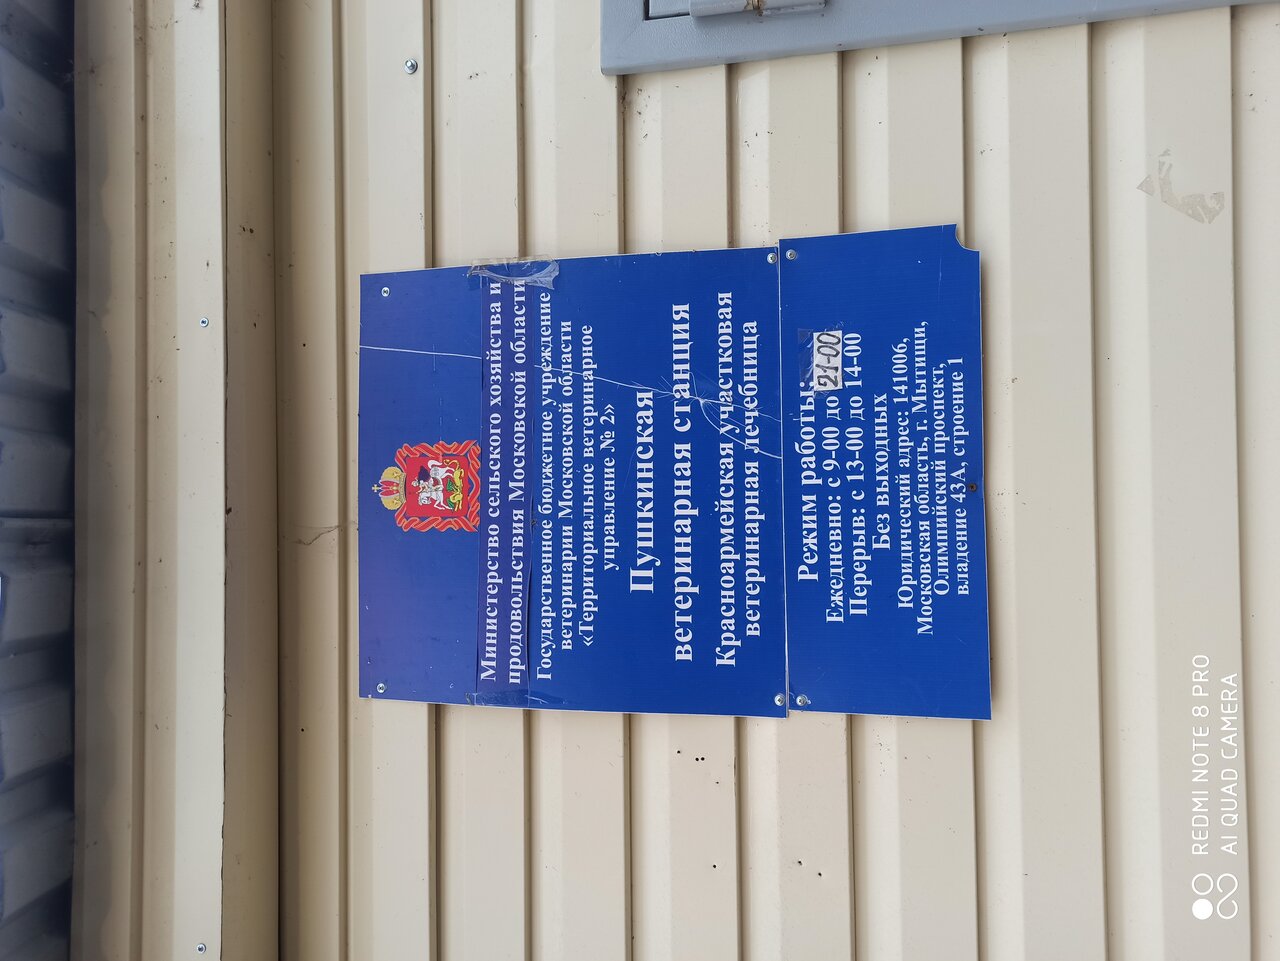 Министерство сельского хозяйства и
продовольствия Московской области
Государственное бюджетное учреждение
ветеринарии Московской области
«Территориальное ветеринарное
управление № 2»
Пушкинская
ветеринарная станция
Красноармейская участковая
ветеринарная лечебница
Режим работы:
Ежедневно: с 9-00 до 21-00
Перерыв: с 13-00 до 14-00
Без выходных
Юридический адрес: 141006,
Московская область, г. Мытищи,
Олимпийский проспект,
владение 43А, строение 1
REDMI NOTE 8 PRO
AI QUAD CAMERA